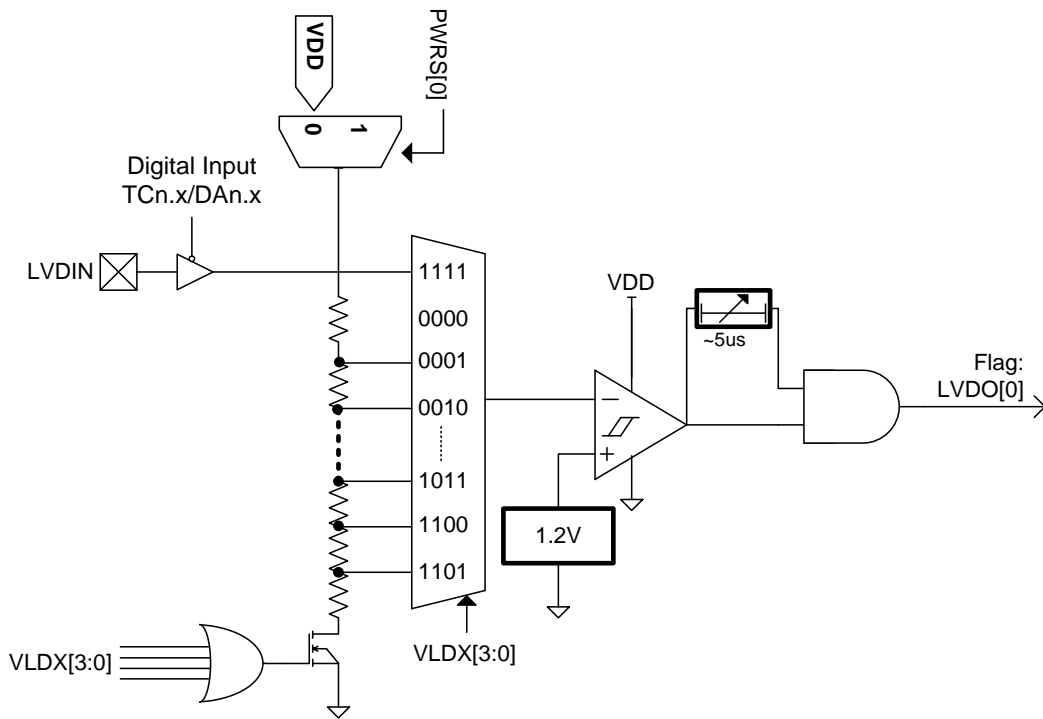 VDD
PWRS[0]
0
1
Digital Input
TCn.x/DAn.x
LVDIN
1111
0000
0001
0010
1011
1100
1101
VDD
~5us
Flag:
LVDO[0]
−
+
1.2V
VLDX[3:0]
VLDX[3:0]